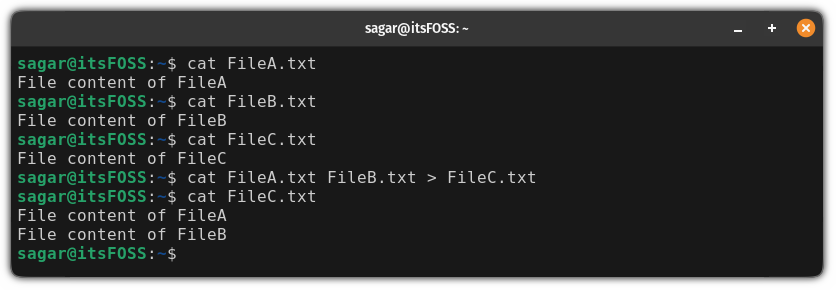 sagar@itsFOSS: ~
sagar@itsFOSS:~$ cat FileA.txt
File content of FileA
sagar@itsFOSS:~$ cat FileB.txt
File content of FileB
sagar@itsFOSS:~$ cat FileC.txt
File content of FileC
sagar@itsFOSS:~$ cat FileA.txt FileB.txt > FileC.txt
sagar@itsFOSS:~$ cat FileC.txt
File content of FileA
File content of FileB
sagar@itsFOSS:~$